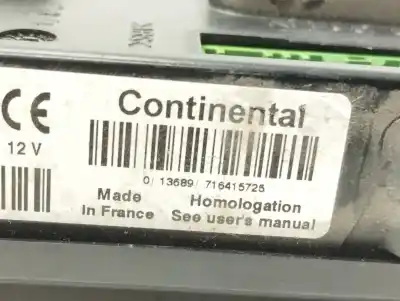 CE
Continental
12 V
0/ 13689/ 716415725
Made Homologation
In France See user's manual